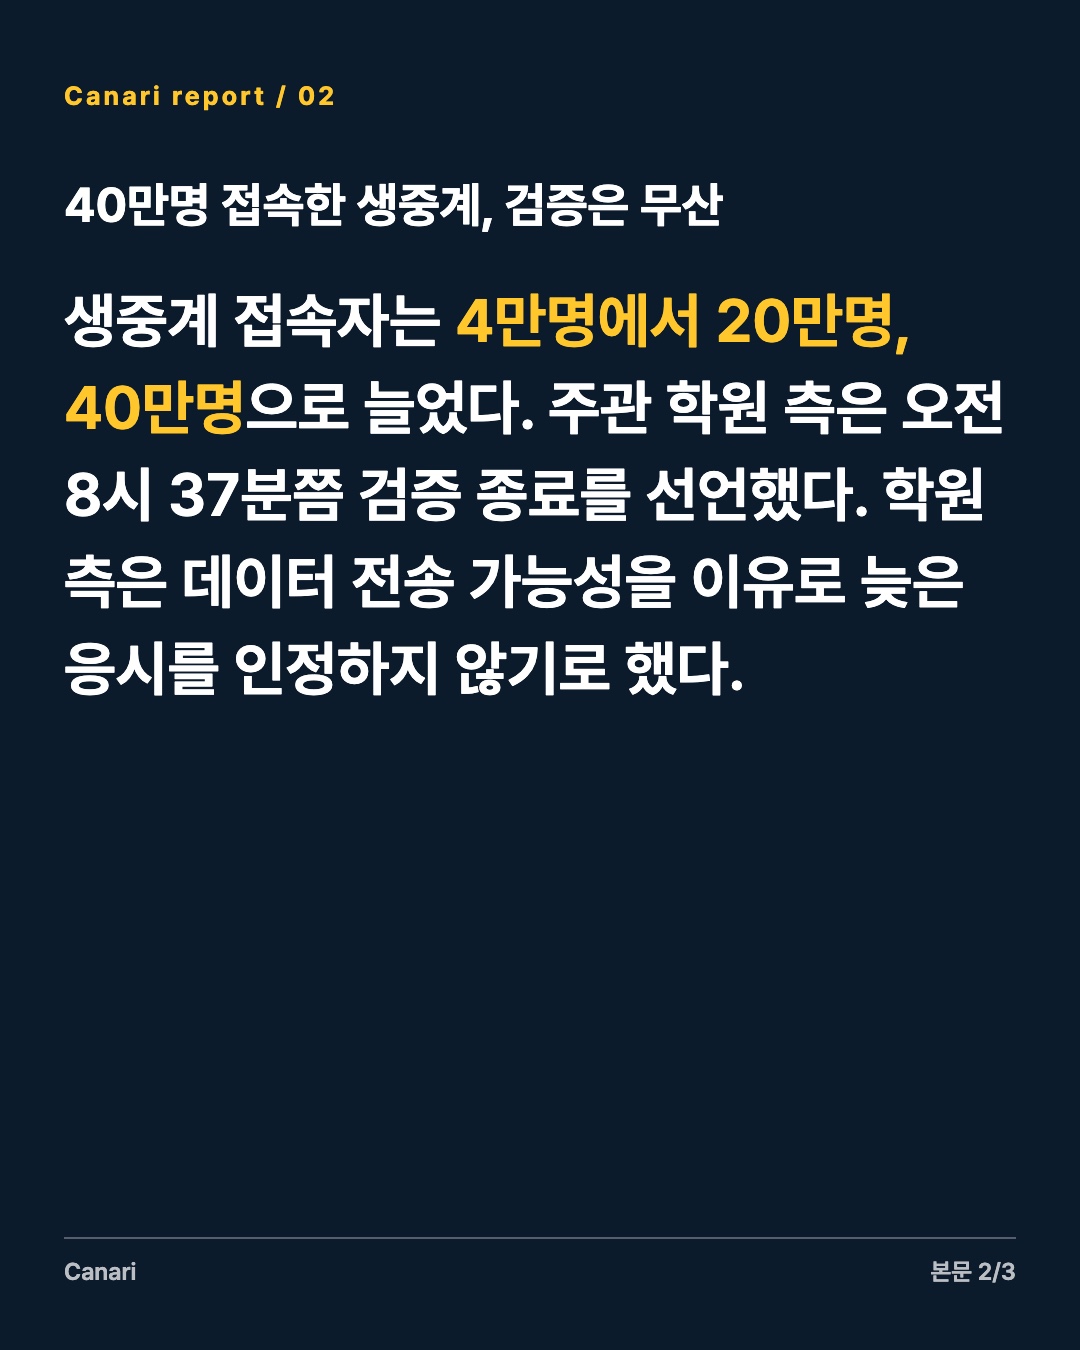 Canari report / 02
40만명 접속한 생중계, 검증은 무산
생중계 접속자는 4만명에서 20만명,
40만명으로 늘었다. 주관 학원 측은 오전
8시 37분쯤 검증 종료를 선언했다. 학원
측은 데이터 전송 가능성을 이유로 늦은
응시를 인정하지 않기로 했다.
Canari
본문 2/3